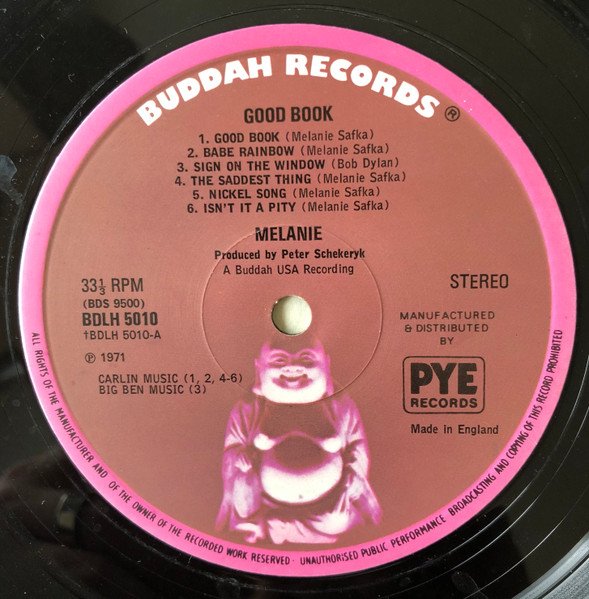 BUDDAH RECORDS ®
GOOD BOOK
1. GOOD BOOK (Melanie Safka)
2. BABE RAINBOW (Melanie Safka)
3. SIGN ON THE WINDOW (Bob Dylan)
4. THE SADDEST THING (Melanie Safka)
5. NICKEL SONG (Melanie Safka)
6. ISN'T IT A PITY (Melanie Safka)
MELANIE
Produced by Peter Schekeryk
A Buddah USA Recording
33⅓ RPM
(BDS 9500)
BDLH 5010
†BDLH 5010-A
℗ 1971
CARLIN MUSIC (1, 2, 4-6)
BIG BEN MUSIC (3)
STEREO
MANUFACTURED
& DISTRIBUTED
BY
PYE
RECORDS
Made in England
ALL RIGHTS OF THE MANUFACTURER AND OF THE OWNER OF THE RECORDED WORK RESERVED · UNAUTHORISED PUBLIC PERFORMANCE BROADCASTING AND COPYING OF THIS RECORD PROHIBITED